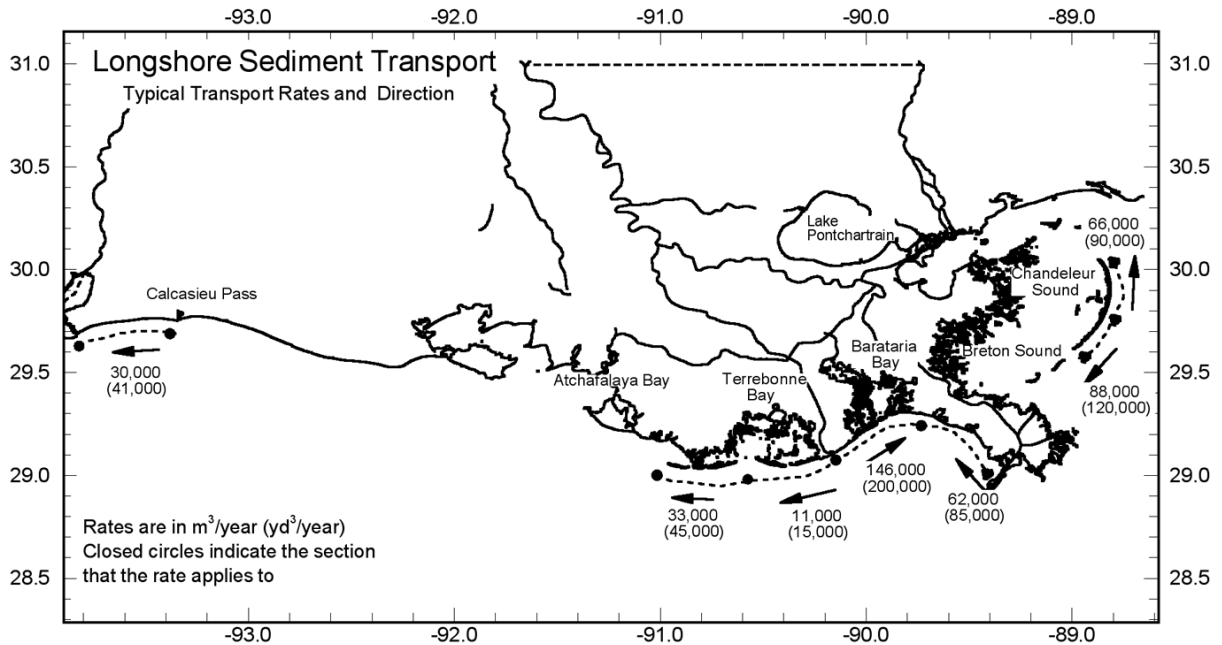 -93.0 -92.0 -91.0 -90.0 -89.0
31.0 31.0
Longshore Sediment Transport
Typical Transport Rates and Direction
30.5 30.5
Lake
Pontchartrain
66,000
(90,000)
30.0 30.0
Chandeleur
Sound
Calcasieu Pass
Barataria
Bay
Breton Sound
29.5 29.5
30,000
(41,000)
Atchafalaya Bay
Terrebonne
Bay
88,000
(120,000)
29.0 29.0
146,000
(200,000)
62,000
(85,000)
33,000
(45,000)
11,000
(15,000)
Rates are in m³/year (yd³/year)
Closed circles indicate the section
that the rate applies to
28.5 28.5
-93.0 -92.0 -91.0 -90.0 -89.0